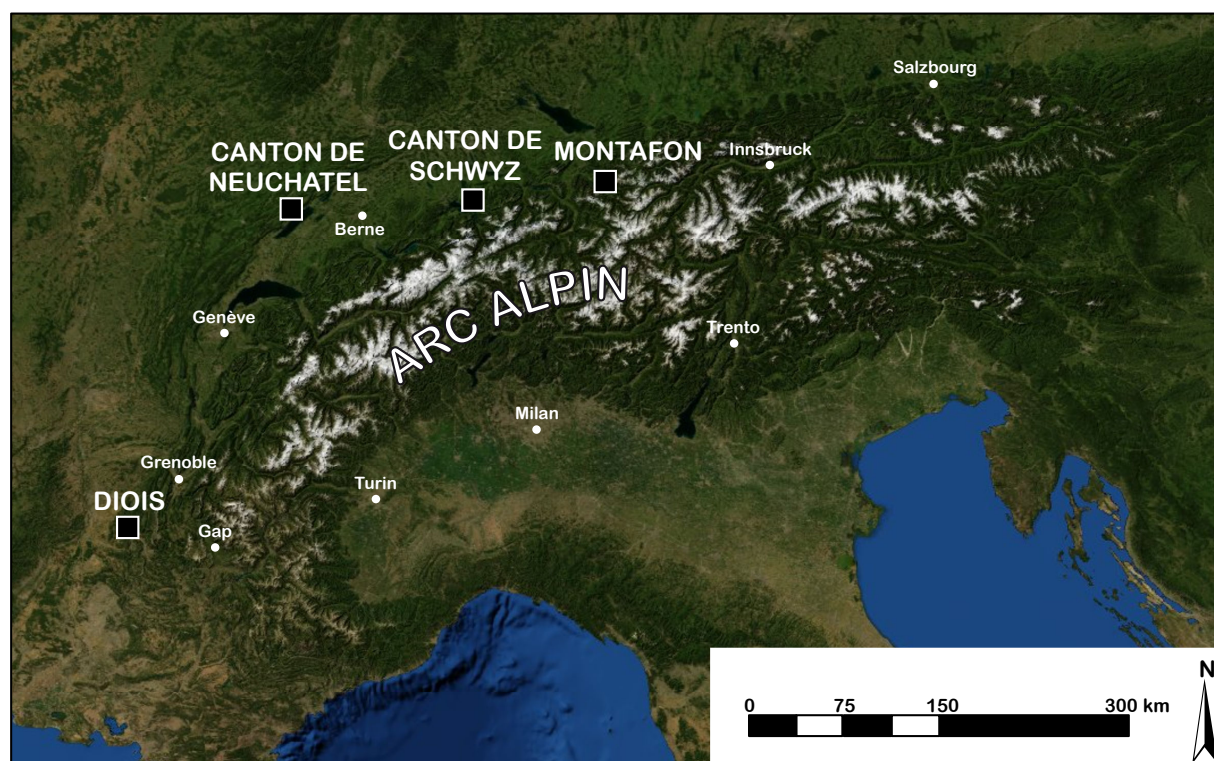 Salzbourg
CANTON DE
SCHWYZ
CANTON DE
NEUCHATEL
MONTAFON
Innsbruck
Berne
ARC ALPIN
Genève
Trento
Milan
Grenoble
Turin
DIOIS
Gap
N
0 75 150 300 km